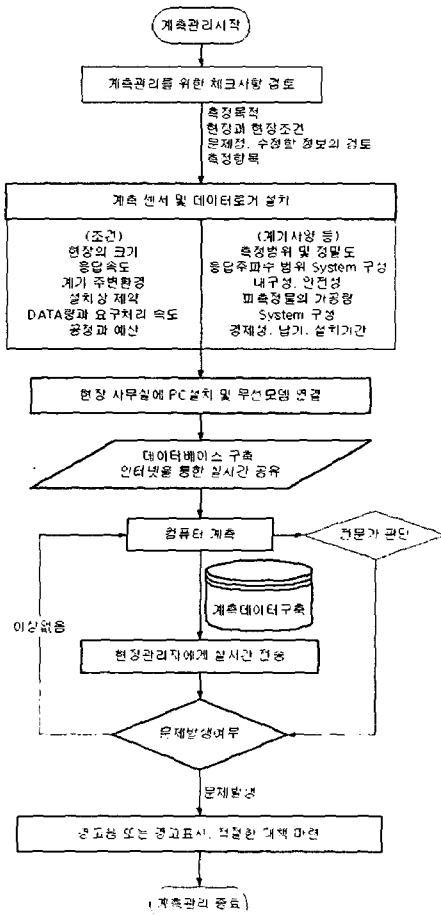 계측관리시작
계측관리를 위한 체크사항 검토
측정목적
현장과 현장조건
문제점, 수정할 정보의 검토
측정항목
계측 센서 및 데이터로거 설치
(조건)
현장의 크기
응답속도
계기 주변환경
설치상 제약
DATA량과 요구처리 속도
공정과 예산
(계기사양 등)
측정범위 및 정밀도
응답주파수 범위 System 구성
내구성, 안전성
피측정물의 가공량
System 구성
경제성, 납기, 설치기간
현장 사무실에 PC설치 및 무선모뎀 연결
데이터베이스 구축
인터넷을 통한 실시간 공유
컴퓨터 계측
전문가 판단
계측데이터구축
이상없음
현장관리자에게 실시간 전송
문제발생여부
문제발생
경고음 또는 경고표시, 적절한 대책 마련
계측관리 종료